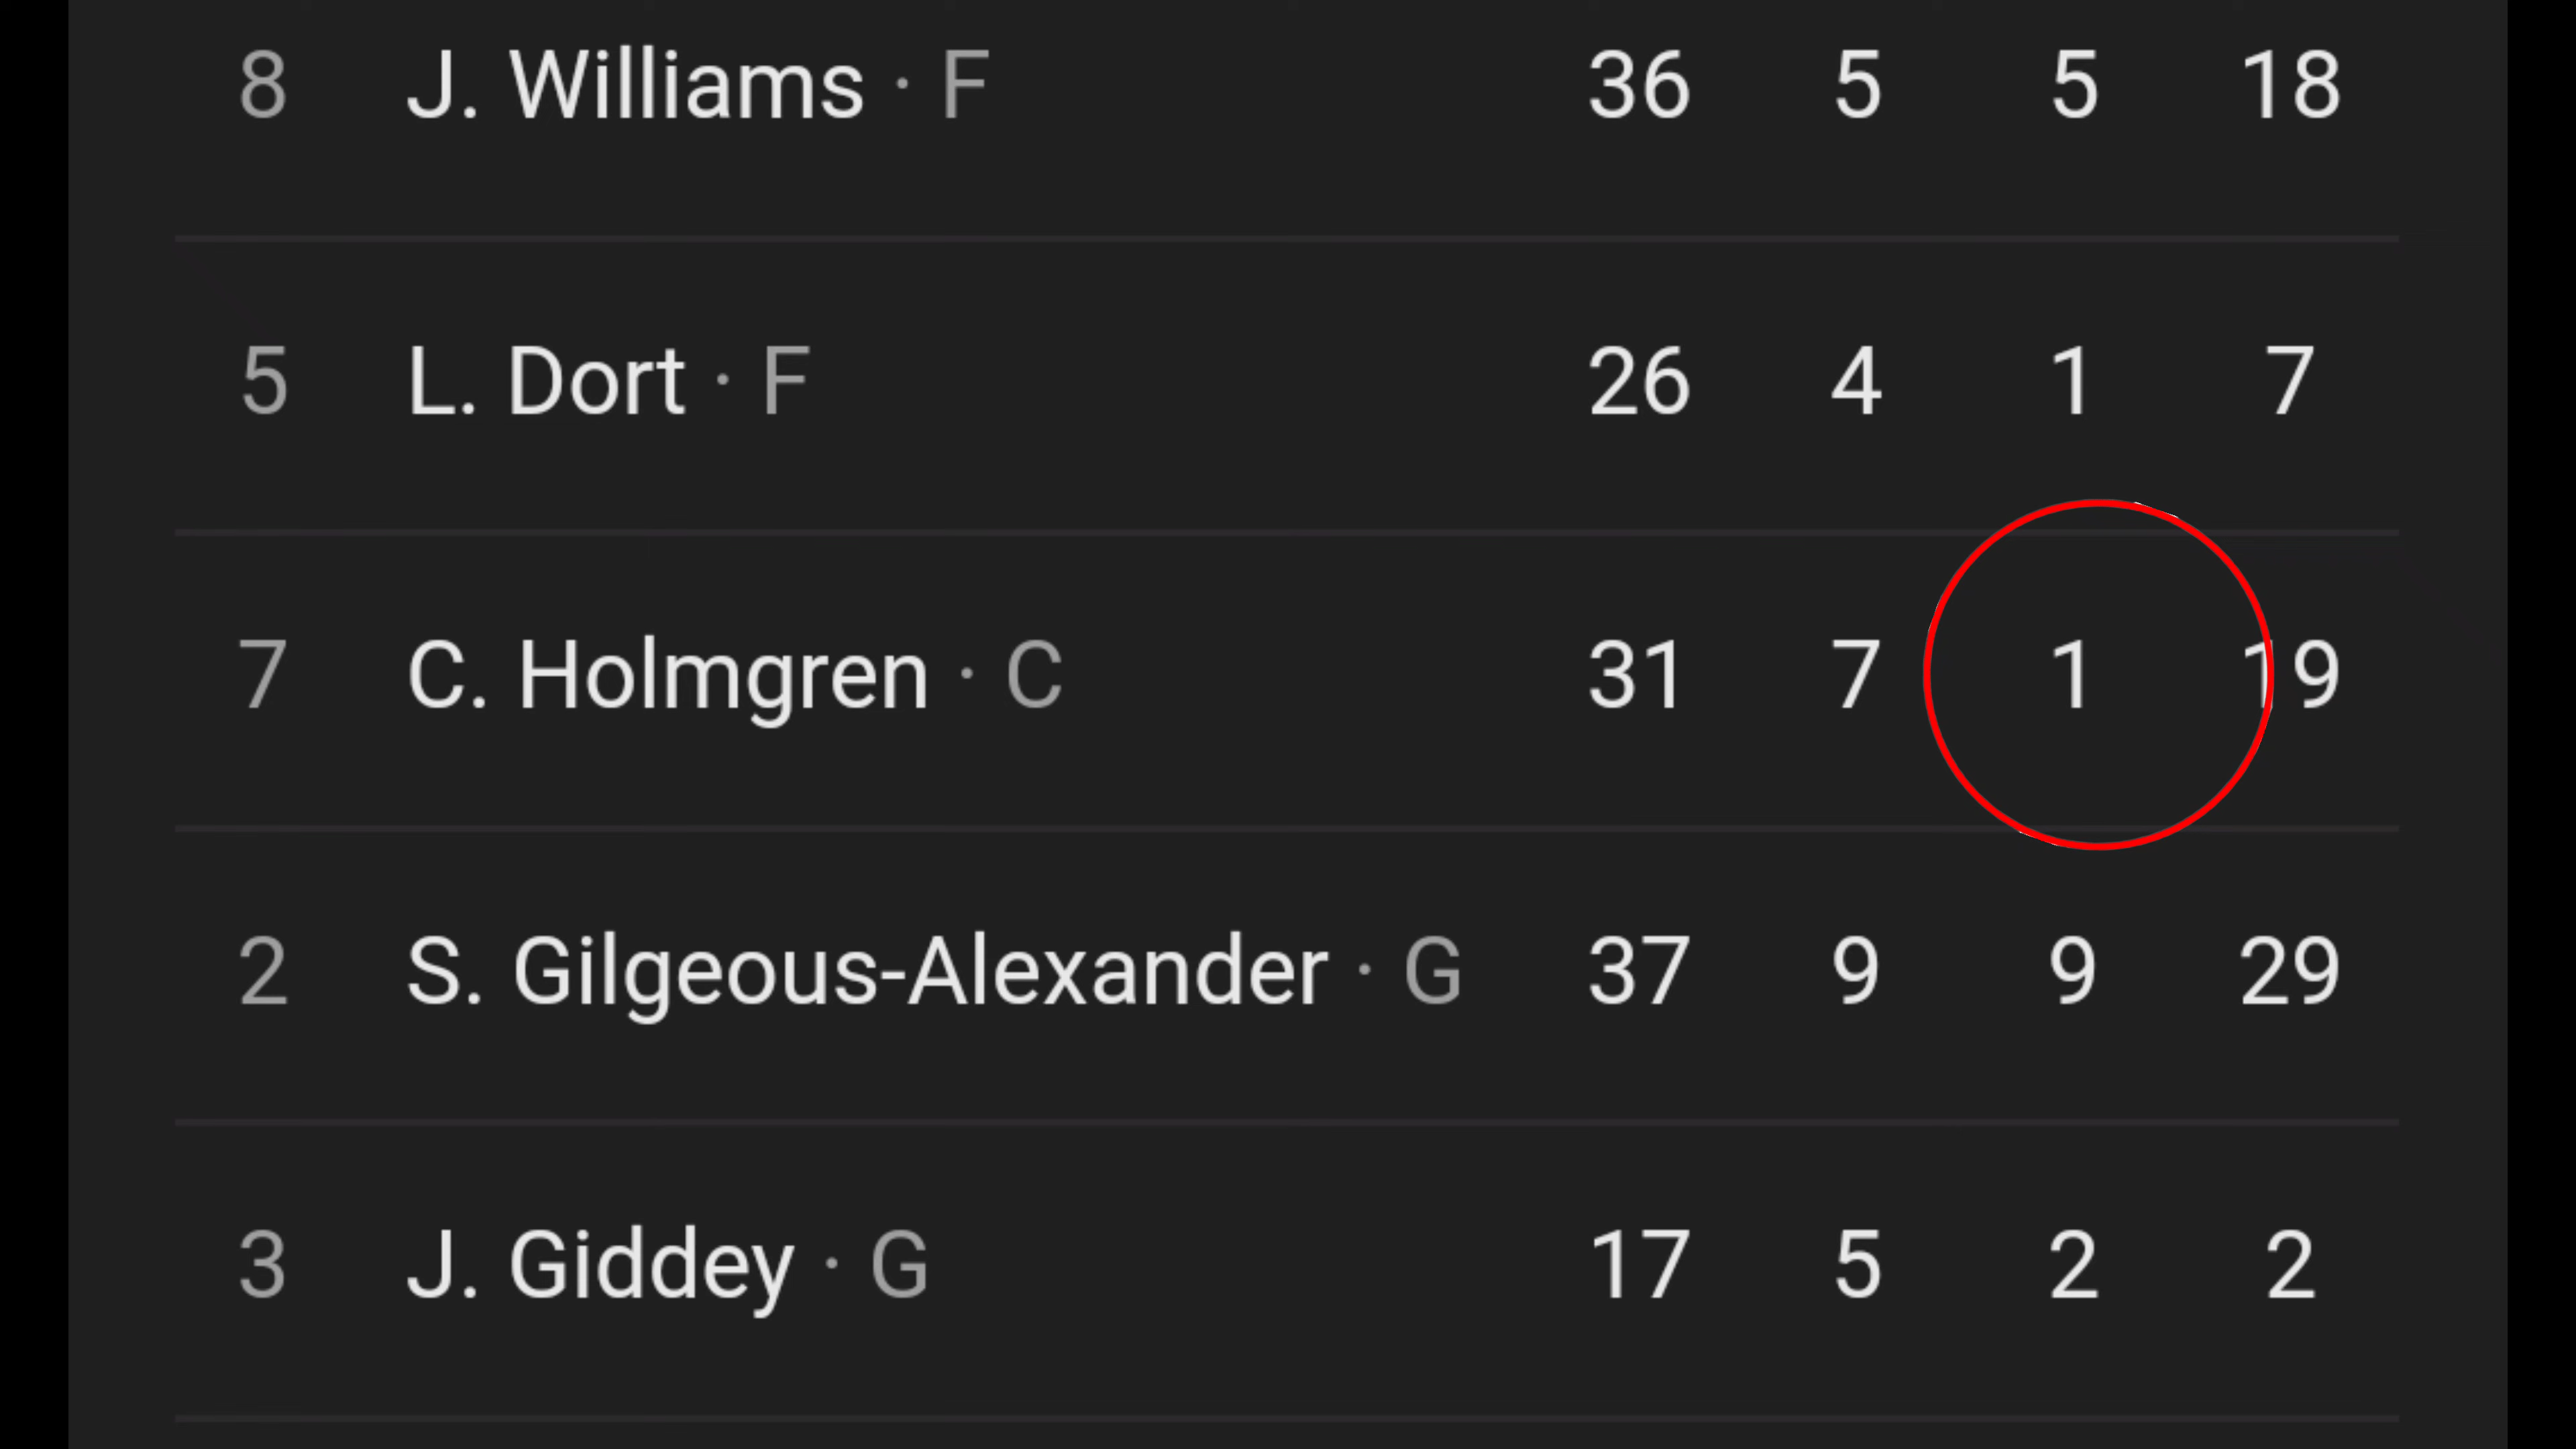 8 J. Williams · F 36 5 5 18
5 L. Dort · F 26 4 1 7
7 C. Holmgren · C 31 7 1 19
2 S. Gilgeous-Alexander · G 37 9 9 29
3 J. Giddey · G 17 5 2 2